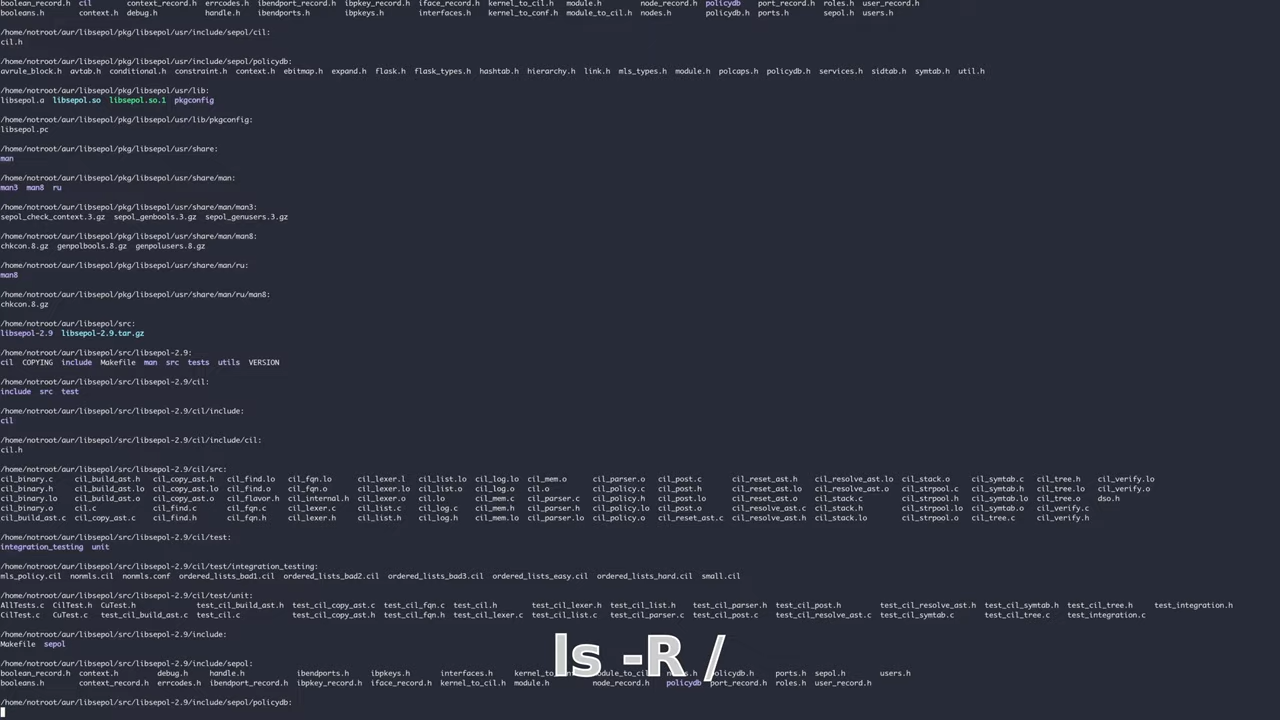 boolean_record.h  cil        context_record.h  errcodes.h  ibendports.h  ibpkey_record.h  iface_record.h  kernel_to_cil.h  module.h         node_record.h  policydb  port_record.h  roles.h  user_record.h
booleans.h        context.h  debug.h           handle.h    ibpkeys.h        interfaces.h    kernel_to_conf.h  module_to_cil.h  nodes.h        policydb.h  ports.h        sepol.h  users.h
/home/notroot/aur/libsepol/pkg/libsepol/usr/include/sepol/cil:
cil.h
/home/notroot/aur/libsepol/pkg/libsepol/usr/include/sepol/policydb:
avrule_block.h  avtab.h  conditional.h  constraint.h  context.h  ebitmap.h  expand.h  flask.h  flask_types.h  hashtab.h  hierarchy.h  link.h  mls_types.h  module.h  polcaps.h  policydb.h  services.h  sidtab.h  symtab.h  util.h
/home/notroot/aur/libsepol/pkg/libsepol/usr/lib:
libsepol.a  libsepol.so  libsepol.so.1  pkgconfig
/home/notroot/aur/libsepol/pkg/libsepol/usr/lib/pkgconfig:
libsepol.pc
/home/notroot/aur/libsepol/pkg/libsepol/usr/share:
man
/home/notroot/aur/libsepol/pkg/libsepol/usr/share/man:
man3  man8  ru
/home/notroot/aur/libsepol/pkg/libsepol/usr/share/man/man3:
sepol_check_context.3.gz  sepol_genbools.3.gz  sepol_genusers.3.gz
/home/notroot/aur/libsepol/pkg/libsepol/usr/share/man/man8:
chkcon.8.gz  genpolbools.8.gz  genpolusers.8.gz
/home/notroot/aur/libsepol/pkg/libsepol/usr/share/man/ru:
man8
/home/notroot/aur/libsepol/pkg/libsepol/usr/share/man/ru/man8:
chkcon.8.gz
/home/notroot/aur/libsepol/src:
libsepol-2.9  libsepol-2.9.tar.gz
/home/notroot/aur/libsepol/src/libsepol-2.9:
cil  COPYING  include  Makefile  man  src  tests  utils  VERSION
/home/notroot/aur/libsepol/src/libsepol-2.9/cil:
include  src  test
/home/notroot/aur/libsepol/src/libsepol-2.9/cil/include:
cil
/home/notroot/aur/libsepol/src/libsepol-2.9/cil/include/cil:
cil.h
/home/notroot/aur/libsepol/src/libsepol-2.9/cil/src:
cil_binary.c  cil_build_ast.h  cil_copy_ast.h  cil_find.lo  cil_fqn.lo  cil_lexer.l  cil_list.lo  cil_log.lo  cil_mem.o  cil_parser.o  cil_post.c  cil_reset_ast.h  cil_resolve_ast.lo  cil_stack.o  cil_symtab.c  cil_tree.h  cil_verify.lo
cil_binary.h  cil_build_ast.lo  cil_copy_ast.lo  cil_find.o  cil_fqn.o  cil_lexer.lo  cil_list.o  cil_log.o  cil.o  cil_policy.c  cil_post.h  cil_reset_ast.lo  cil_resolve_ast.o  cil_strpool.c  cil_symtab.h  cil_tree.lo  cil_verify.o
cil_binary.lo  cil_build_ast.o  cil_copy_ast.o  cil_flavor.h  cil_internal.h  cil_lexer.o  cil.lo  cil_mem.c  cil_parser.c  cil_policy.h  cil_post.lo  cil_reset_ast.o  cil_stack.c  cil_strpool.h  cil_symtab.lo  cil_tree.o  dso.h
cil_binary.o  cil.c  cil_find.c  cil_fqn.c  cil_lexer.c  cil_list.c  cil_log.c  cil_mem.h  cil_parser.h  cil_policy.lo  cil_post.o  cil_resolve_ast.c  cil_stack.h  cil_strpool.lo  cil_symtab.o  cil_verify.c
cil_build_ast.c  cil_copy_ast.c  cil_find.h  cil_fqn.h  cil_lexer.h  cil_list.h  cil_log.h  cil_mem.lo  cil_parser.lo  cil_policy.o  cil_reset_ast.c  cil_resolve_ast.h  cil_stack.lo  cil_strpool.o  cil_tree.c  cil_verify.h
/home/notroot/aur/libsepol/src/libsepol-2.9/cil/test:
integration_testing  unit
/home/notroot/aur/libsepol/src/libsepol-2.9/cil/test/integration_testing:
mls_policy.cil  nonmls.cil  nonmls.conf  ordered_lists_bad1.cil  ordered_lists_bad2.cil  ordered_lists_bad3.cil  ordered_lists_easy.cil  ordered_lists_hard.cil  small.cil
/home/notroot/aur/libsepol/src/libsepol-2.9/cil/test/unit:
AllTests.c  CilTest.h  CuTest.h  test_cil_build_ast.h  test_cil_copy_ast.c  test_cil_fqn.c  test_cil.h  test_cil_lexer.h  test_cil_list.h  test_cil_parser.h  test_cil_post.h  test_cil_resolve_ast.h  test_cil_symtab.h  test_cil_tree.h  test_integration.h
CilTest.c  CuTest.c  test_cil_build_ast.c  test_cil.c  test_cil_copy_ast.h  test_cil_fqn.h  test_cil_lexer.c  test_cil_list.c  test_cil_parser.c  test_cil_post.c  test_cil_resolve_ast.c  test_cil_symtab.c  test_cil_tree.c  test_integration.c
/home/notroot/aur/libsepol/src/libsepol-2.9/include:
Makefile  sepol
ls -R /
/home/notroot/aur/libsepol/src/libsepol-2.9/include/sepol:
boolean_record.h  context.h  debug.h  handle.h  ibendports.h  ibpkeys.h  interfaces.h  ports.h  sepol.h  users.h
booleans.h  context_record.h  errcodes.h  ibendport_record.h  ibpkey_record.h  iface_record.h  kernel_to_cil.h  module.h  node_record.h  policydb  port_record.h  roles.h  user_record.h
/home/notroot/aur/libsepol/src/libsepol-2.9/include/sepol/policydb: